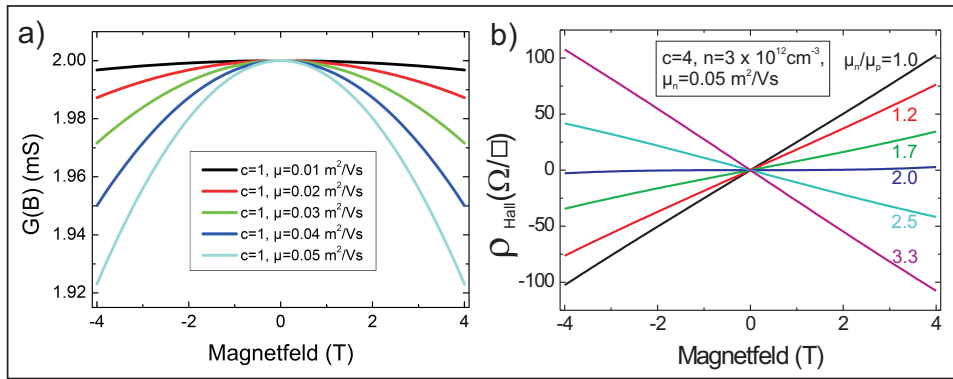 a)
G(B) (mS)
2.00
1.98
1.96
1.94
1.92
c=1, μ=0.01 m²/Vs
c=1, μ=0.02 m²/Vs
c=1, μ=0.03 m²/Vs
c=1, μ=0.04 m²/Vs
c=1, μ=0.05 m²/Vs
-4 -2 0 2 4
Magnetfeld (T)
b)
ρ Hall (Ω/□)
100
50
0
-50
-100
c=4, n=3 x 10¹²cm⁻³,
μₙ=0.05 m²/Vs
μₙ/μₚ=1.0
1.2
1.7
2.0
2.5
3.3
-4 -2 0 2 4
Magnetfeld (T)